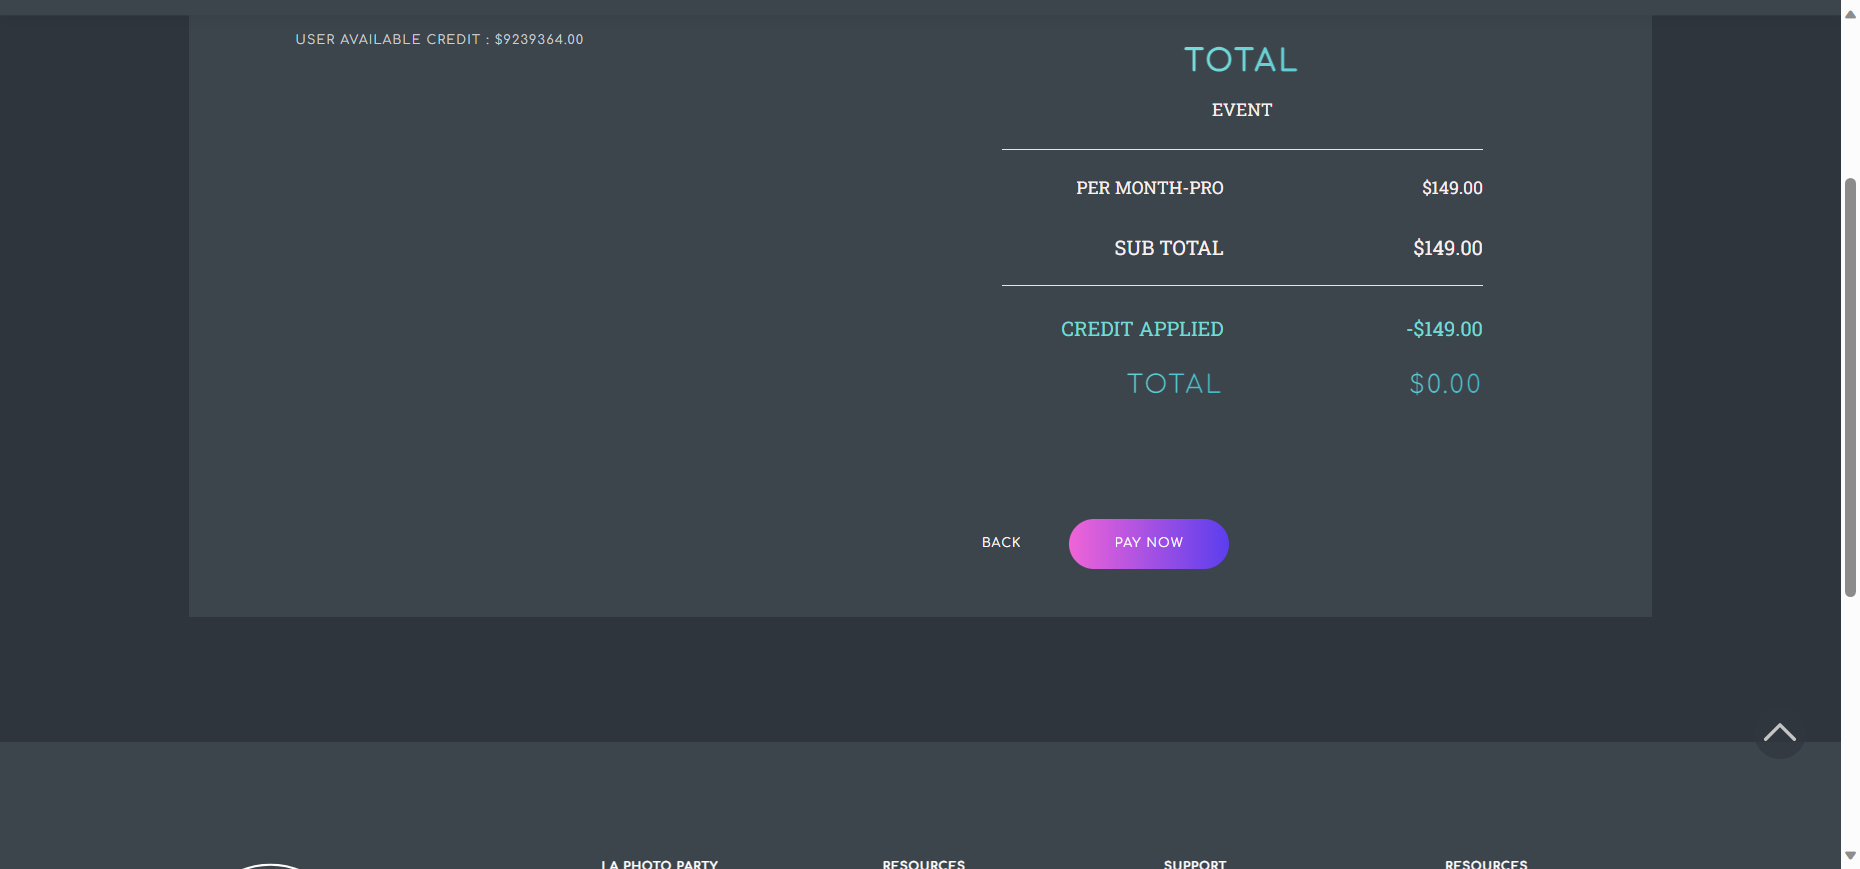 USER AVAILABLE CREDIT : $9239364.00
TOTAL
EVENT
PER MONTH-PRO $149.00
SUB TOTAL $149.00
CREDIT APPLIED -$149.00
TOTAL $0.00
BACK PAY NOW
LA PHOTO PARTY RESOURCES SUPPORT RESOURCES